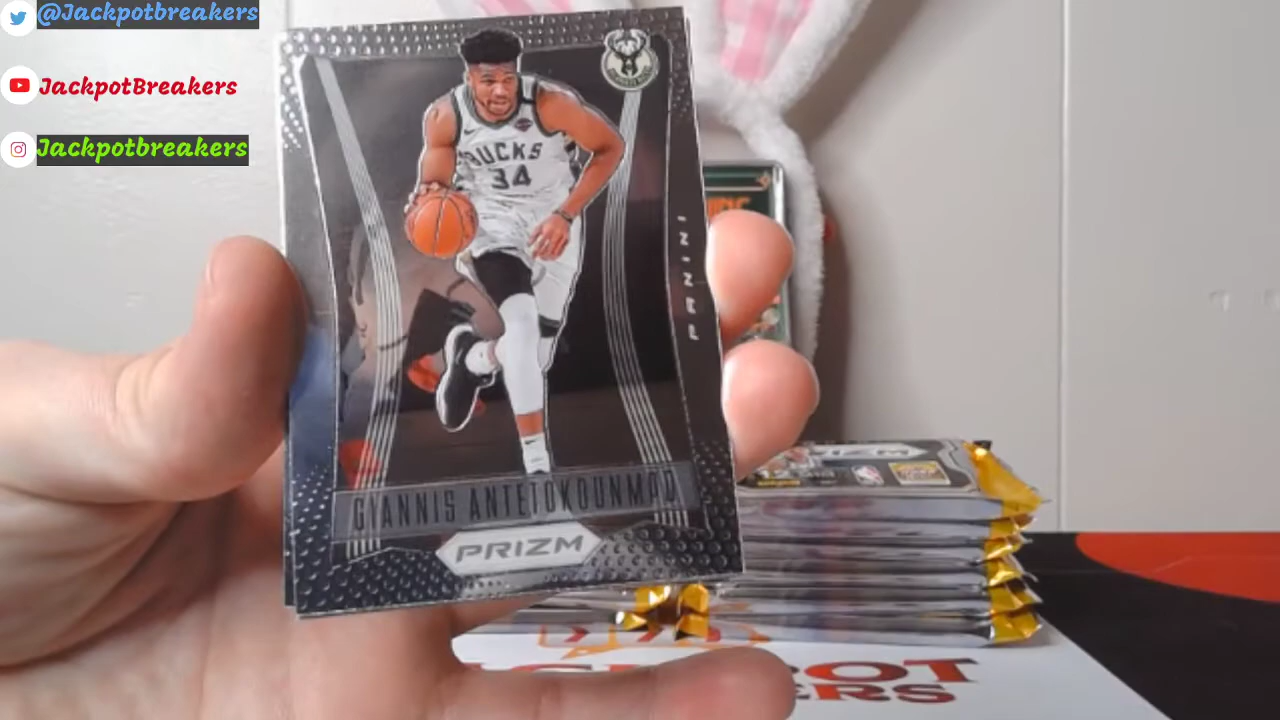 @Jackpotbreakers
JackpotBreakers
Jackpotbreakers
BUCKS
34
PANINI
GIANNIS ANTETOKOUNMPO
PRIZM
PRIZM